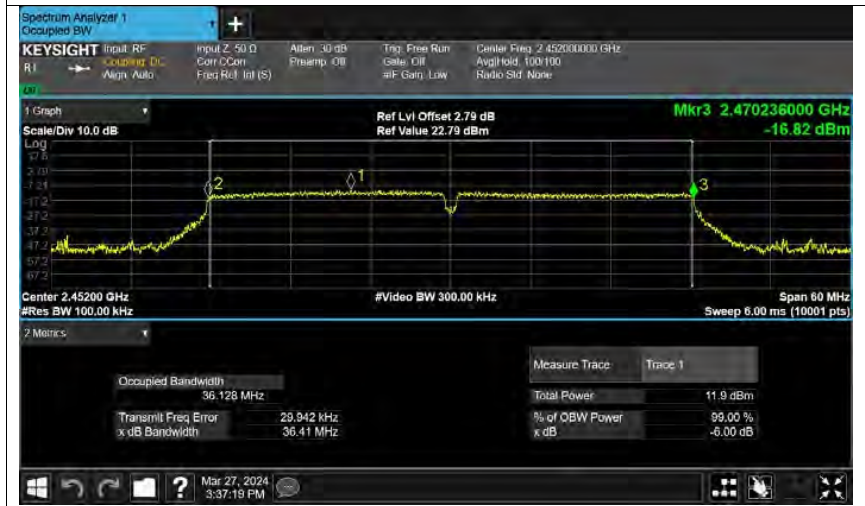 Spectrum Analyzer 1
Occupied BW
+
KEYSIGHT Input: RF Input Z: 50 Ω Atten: 30 dB Trig: Free Run Center Freq: 2.452000000 GHz
Coupling: DC Corr CCorr Preamp: Off Gate: Off Avg|Hold: 100/100
Align: Auto Freq Ref: Int (S) #IF Gain: Low Radio Std: None
1 Graph
Ref Lvl Offset 2.79 dB Mkr3 2.470236000 GHz
Scale/Div 10.0 dB Ref Value 22.79 dBm -16.82 dBm
Log
2 1 3
Center 2.45200 GHz #Video BW 300.00 kHz Span 60 MHz
#Res BW 100.00 kHz Sweep 6.00 ms (10001 pts)
2 Metrics
Measure Trace Trace 1
Occupied Bandwidth
36.128 MHz Total Power 11.9 dBm
Transmit Freq Error 29.942 kHz % of OBW Power 99.00 %
x dB Bandwidth 36.41 MHz x dB -6.00 dB
? Mar 27, 2024
3:37:19 PM